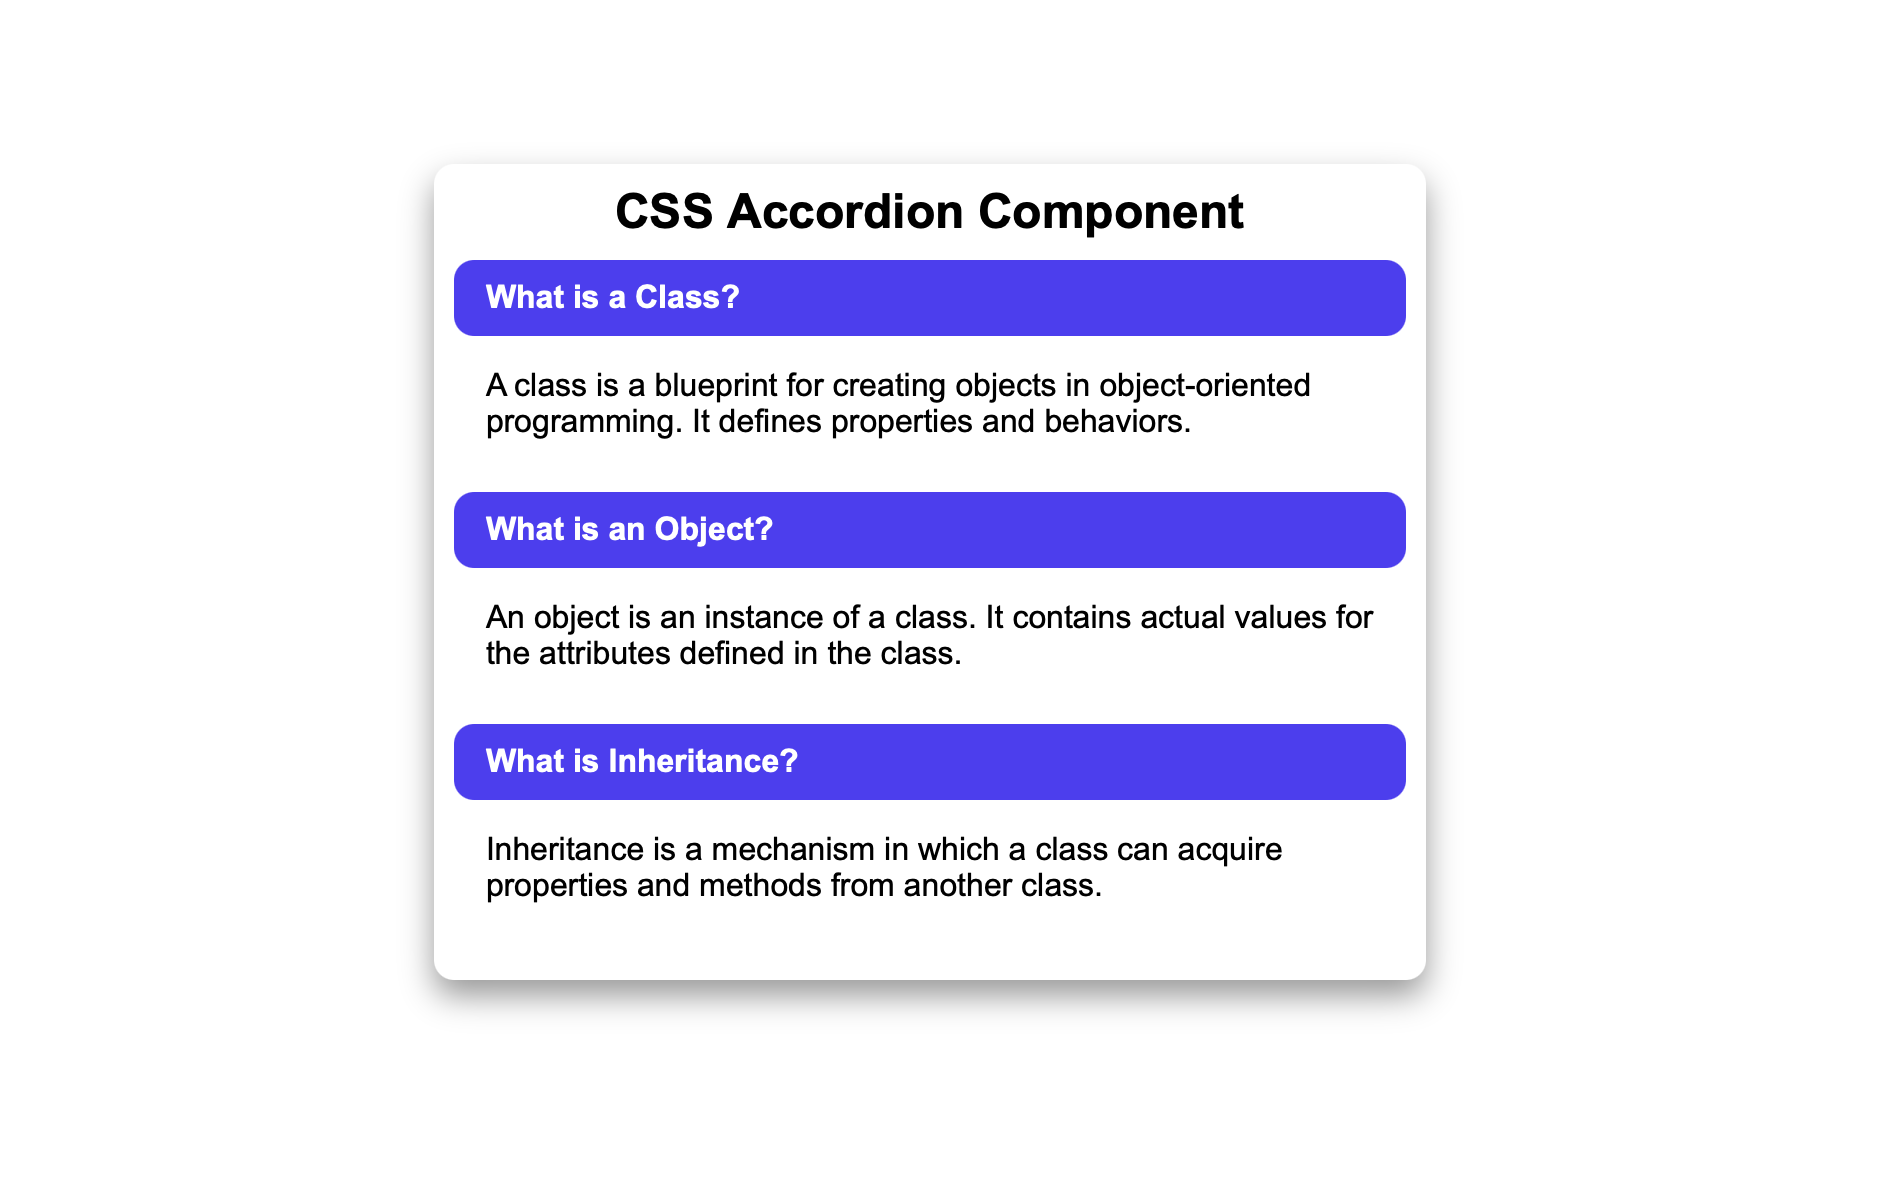 CSS Accordion Component
What is a Class?
A class is a blueprint for creating objects in object-oriented
programming. It defines properties and behaviors.
What is an Object?
An object is an instance of a class. It contains actual values for
the attributes defined in the class.
What is Inheritance?
Inheritance is a mechanism in which a class can acquire
properties and methods from another class.